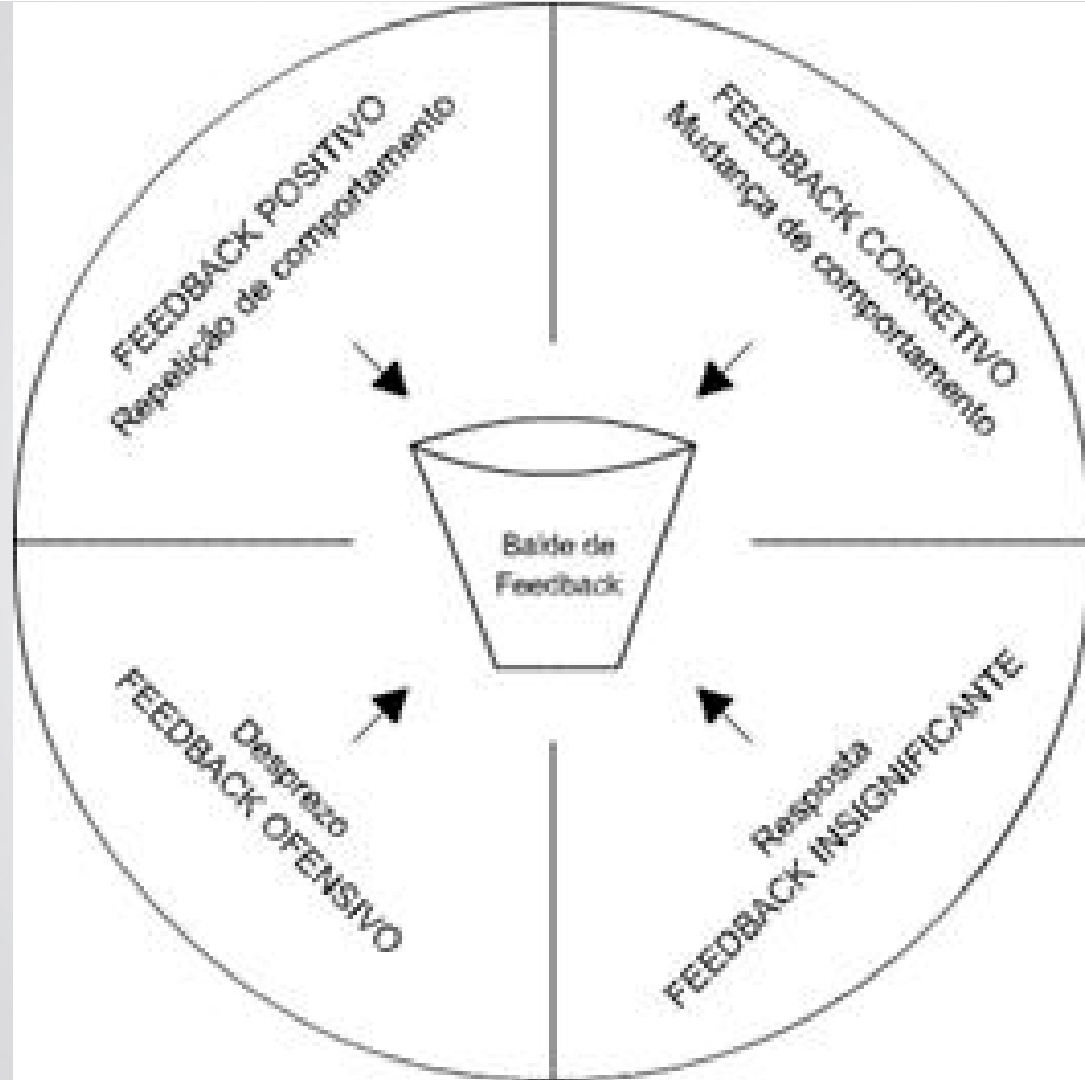 FEEDBACK POSITIVO
Repetição de comportamento
FEEDBACK CORRETIVO
Mudança de comportamento
Balde de
Feedback
Desprezo
FEEDBACK OFENSIVO
Resposta
FEEDBACK INSIGNIFICANTE